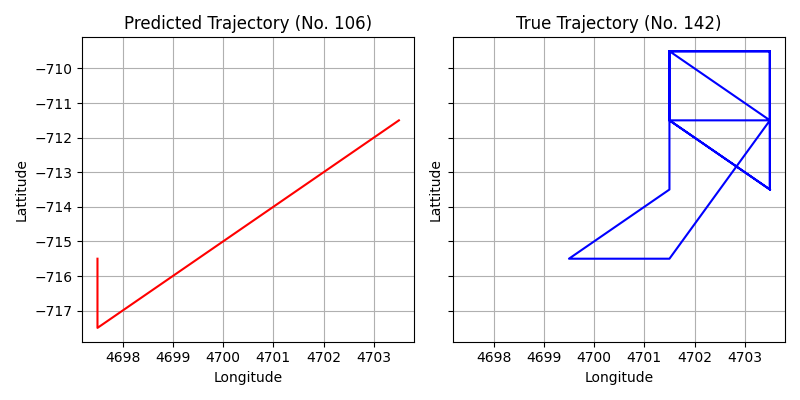 Predicted Trajectory (No. 106)
True Trajectory (No. 142)
Lattitude
−710
−711
−712
−713
−714
−715
−716
−717
4698 4699 4700 4701 4702 4703
Longitude
Lattitude
4698 4699 4700 4701 4702 4703
Longitude